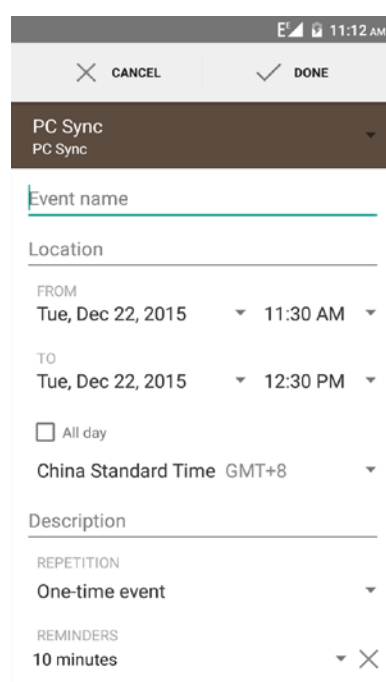 E 11:12 AM
CANCEL DONE
PC Sync
PC Sync
Event name
Location
FROM
Tue, Dec 22, 2015 11:30 AM
TO
Tue, Dec 22, 2015 12:30 PM
All day
China Standard Time GMT+8
Description
REPETITION
One-time event
REMINDERS
10 minutes